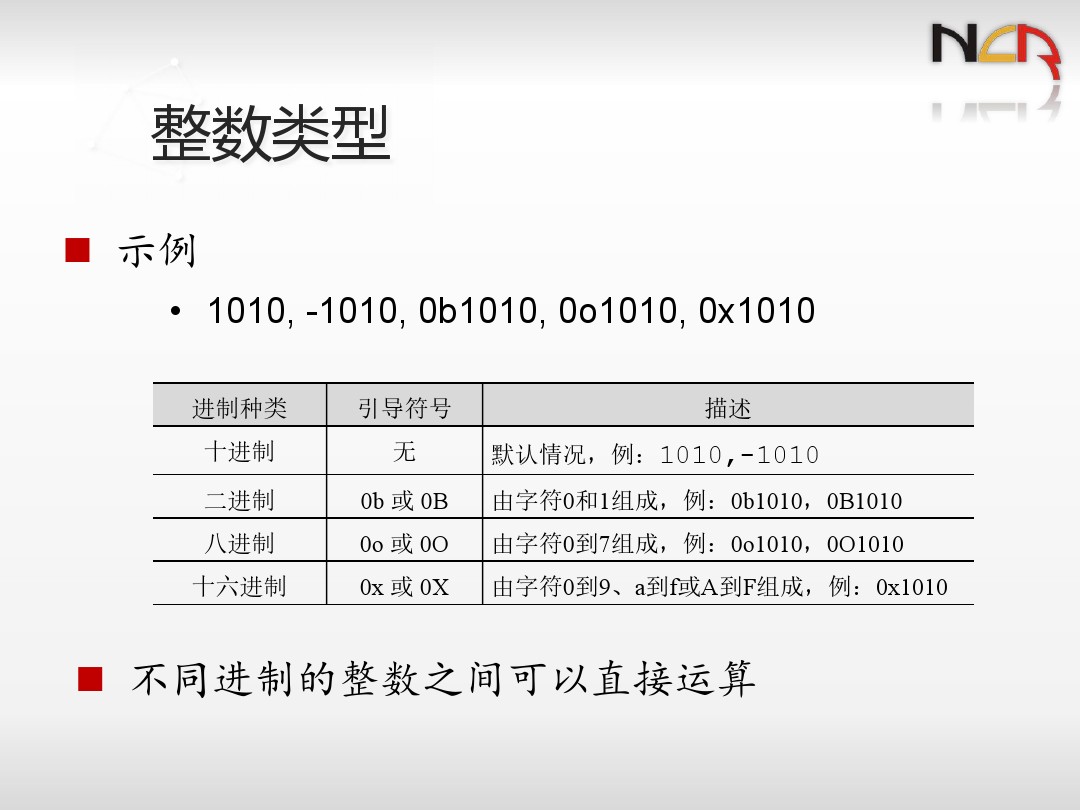 NCR
整数类型
■ 示例
• 1010, -1010, 0b1010, 0o1010, 0x1010
进制种类 引导符号 描述
十进制 无 默认情况，例：1010,-1010
二进制 0b 或 0B 由字符0和1组成，例：0b1010，0B1010
八进制 0o 或 0O 由字符0到7组成，例：0o1010，0O1010
十六进制 0x 或 0X 由字符0到9、a到f或A到F组成，例：0x1010
■ 不同进制的整数之间可以直接运算